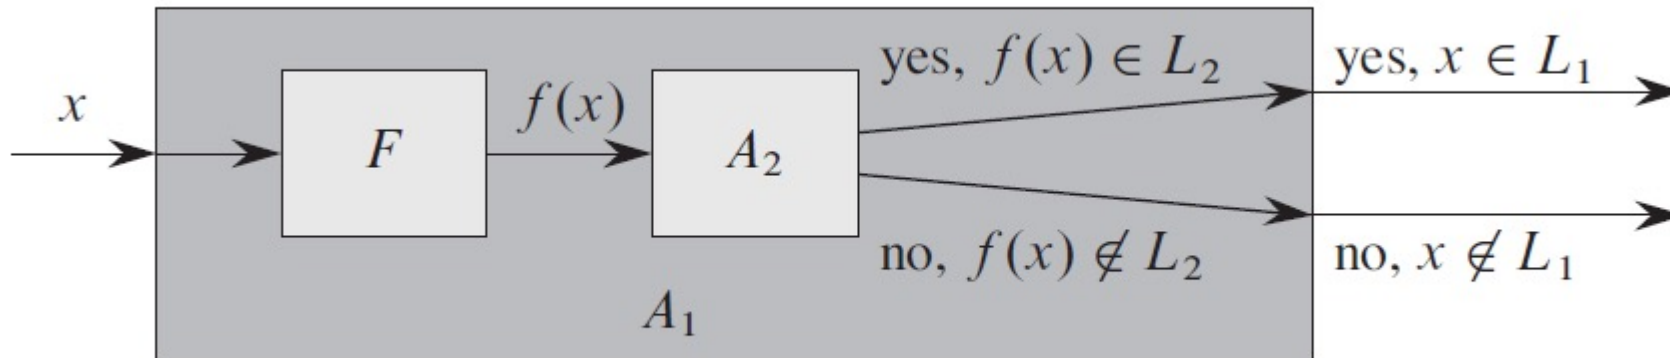 x
F
f(x)
A₂
yes, f(x) ∈ L₂
yes, x ∈ L₁
no, f(x) ∉ L₂
no, x ∉ L₁
A₁